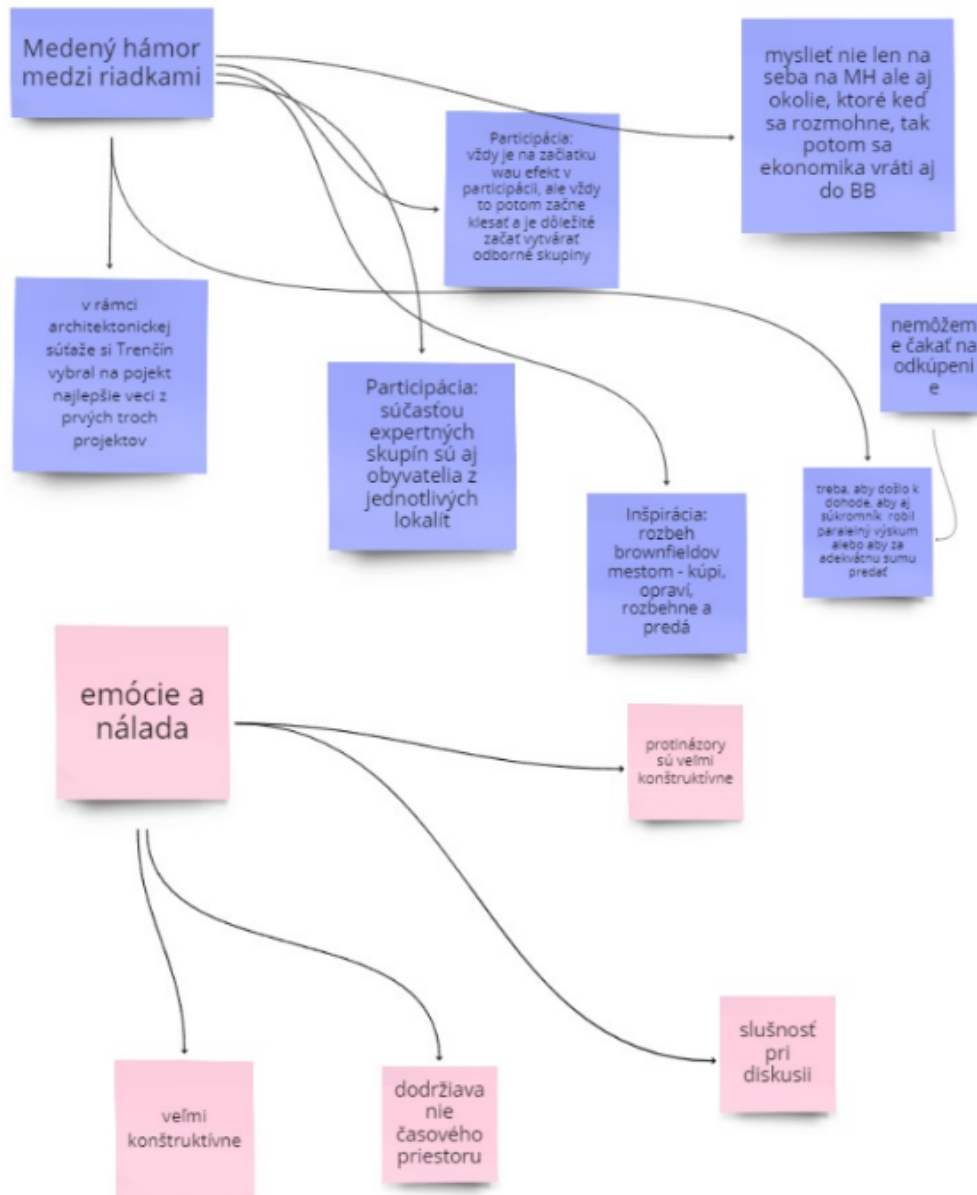 Medený hámor
medzi riadkami
myslieť nie len na
seba na MH ale aj
okolie, ktoré keď
sa rozmohne, tak
potom sa
ekonomika vráti aj
do BB
Participácia:
vždy je na začiatku
wau efekt v
participácii, ale vždy
to potom začne
klesať a je dôležité
začať vytvárať
odborné skupiny
v rámci
architektonickej
súťaže si Trenčín
vybral na pojekt
najlepšie veci z
prvých troch
projektov
Participácia:
súčasťou
expertných
skupín sú aj
obyvatelia z
jednotlivých
lokalít
nemôžem
e čakať na
odkúpeni
e
Inšpirácia:
rozbeh
brownfieldov
mestom - kúpi,
opraví,
rozbehne a
predá
treba, aby došlo k
dohode, aby aj
súkromník robil
paralelný výskum
alebo aby za
adekvátnu sumu
predať
emócie a
nálada
protinázory
sú veľmi
konštruktívne
slušnosť
pri
diskusii
veľmi
konštruktívne
dodržiava
nie
časového
priestoru